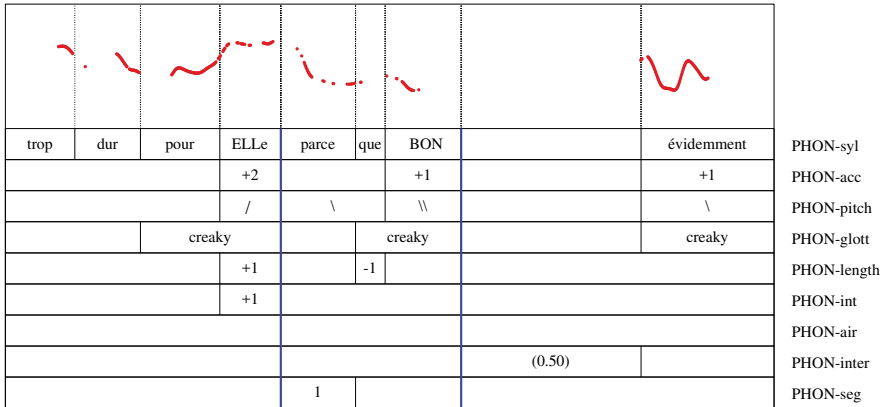 trop dur pour ELLe parce que BON évidemment PHON-syl
+2 +1 +1 PHON-acc
/ \ \\ \ PHON-pitch
creaky creaky creaky PHON-glott
+1 -1 PHON-length
+1 PHON-int
PHON-air
(0.50) PHON-inter
1 PHON-seg